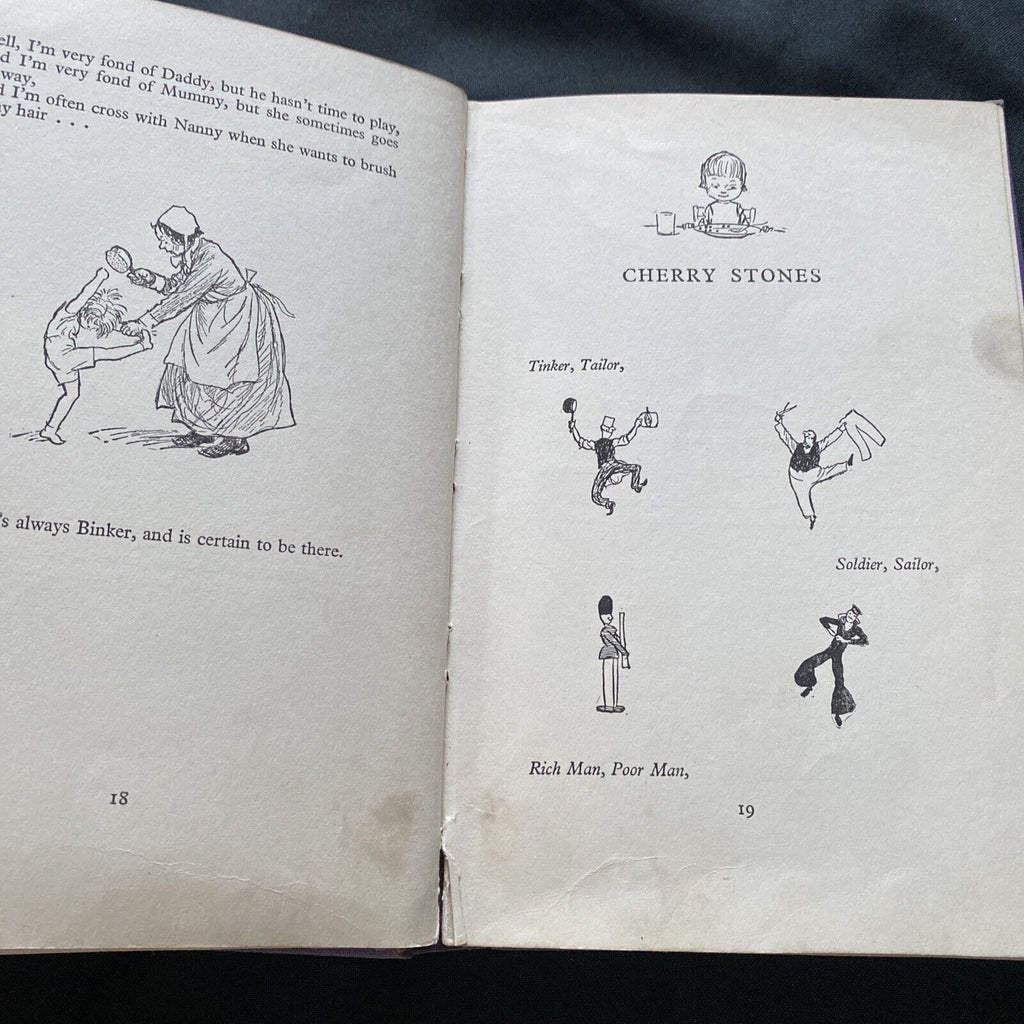 ell, I'm very fond of Daddy, but he hasn't time to play,
d I'm very fond of Mummy, but she sometimes goes
way,
d I'm often cross with Nanny when she wants to brush
y hair . . .
's always Binker, and is certain to be there.
18
CHERRY STONES
Tinker, Tailor,
Soldier, Sailor,
Rich Man, Poor Man,
19